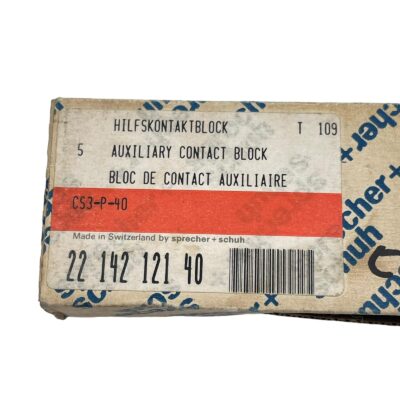 HILFSKONTAKTBLOCK T 109
5 AUXILIARY CONTACT BLOCK
BLOC DE CONTACT AUXILIAIRE
CS3-P-40
Made in Switzerland by sprecher+schuh
22 142 121 40
cher+
schuh